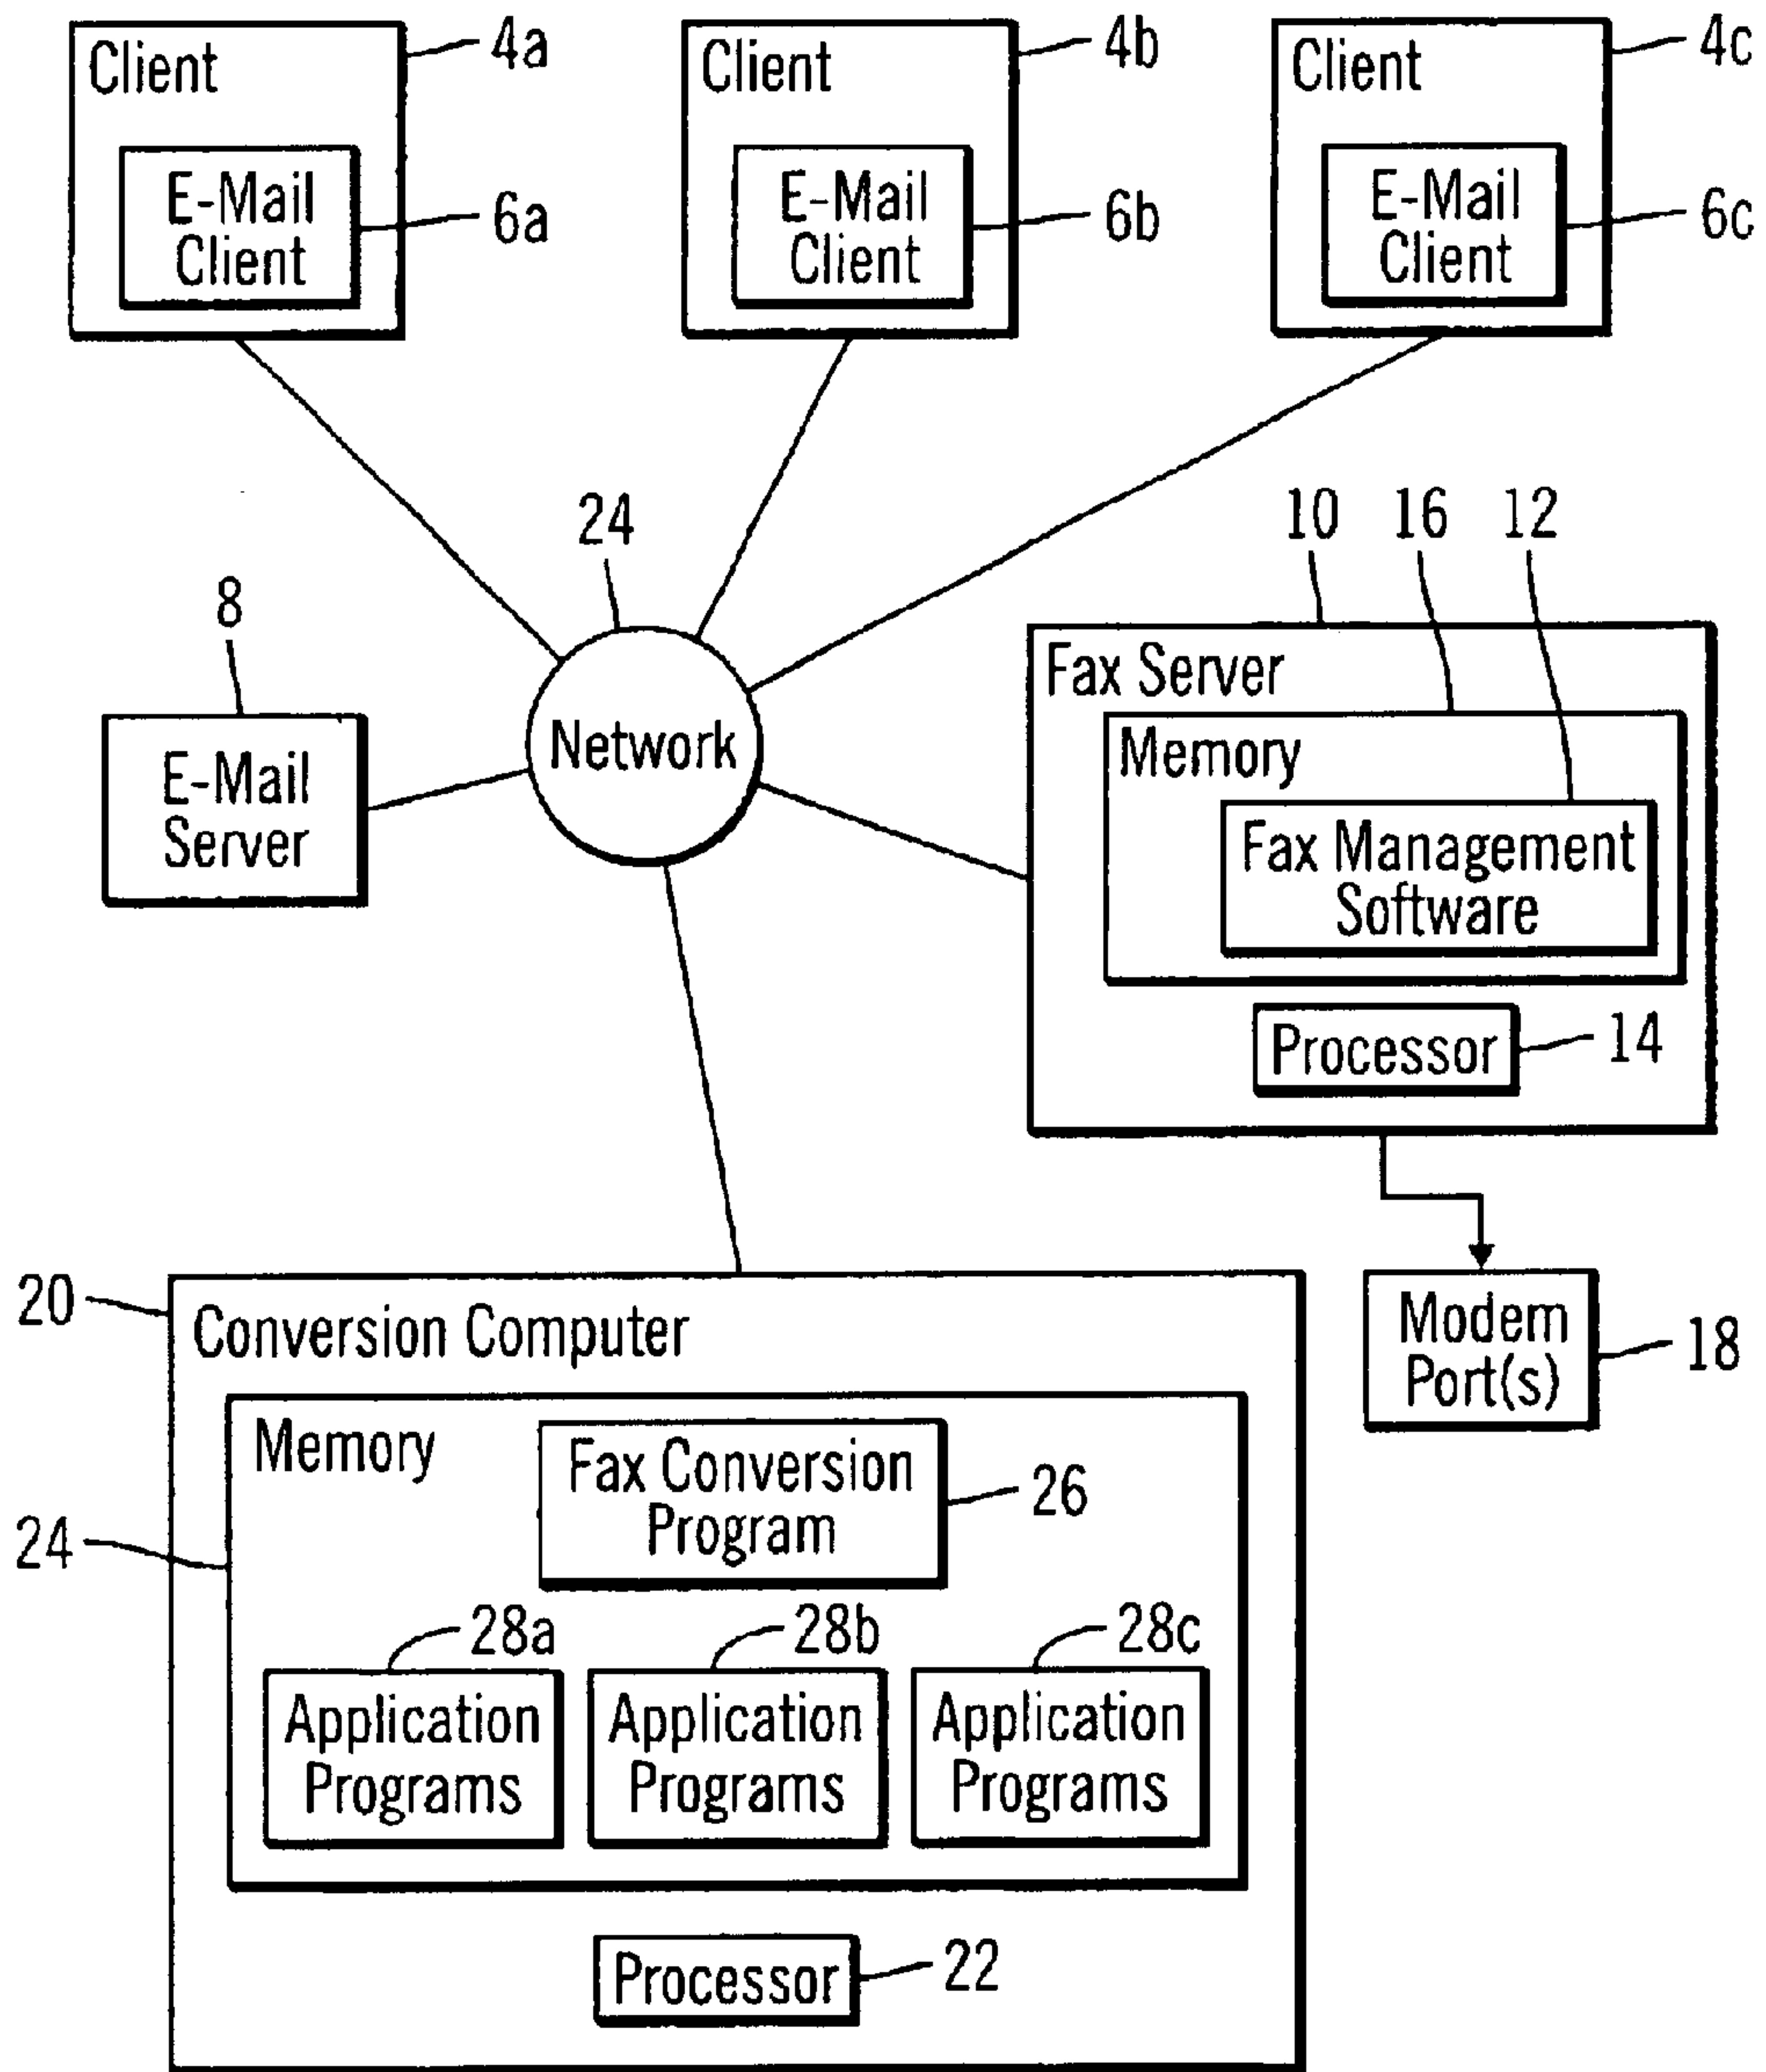 Client
4a
E-Mail
Client
6a
Client
4b
E-Mail
Client
6b
Client
4c
E-Mail
Client
6c
24
Network
8
E-Mail
Server
10
16
12
Fax Server
Memory
Fax Management
Software
Processor
14
Modem
Port(s)
18
20
Conversion Computer
Memory
24
Fax Conversion
Program
26
28a
28b
28c
Application
Programs
Application
Programs
Application
Programs
Processor
22